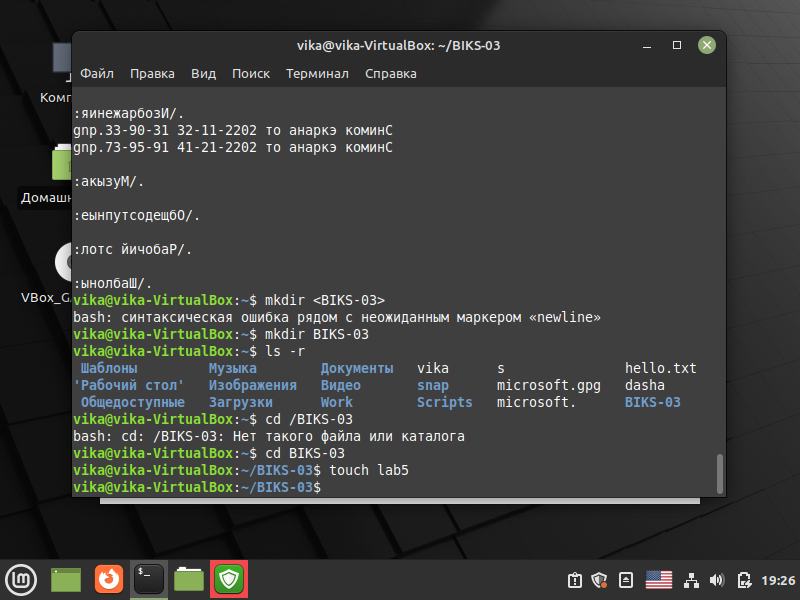 vika@vika-VirtualBox: ~/BIKS-03
Файл Правка Вид Поиск Терминал Справка
:яинежарбозИ/.
gnp.33-90-31 32-11-2202 то анаркэ коминС
gnp.73-95-91 41-21-2202 то анаркэ коминС
:акызуМ/.
:еынпутсодещбО/.
:лотс йичобаР/.
:ынолбаШ/.
vika@vika-VirtualBox:~$ mkdir <BIKS-03>
bash: синтаксическая ошибка рядом с неожиданным маркером «newline»
vika@vika-VirtualBox:~$ mkdir BIKS-03
vika@vika-VirtualBox:~$ ls -r
Шаблоны Музыка Документы vika s hello.txt
'Рабочий стол' Изображения Видео snap microsoft.gpg dasha
Общедоступные Загрузки Work Scripts microsoft. BIKS-03
vika@vika-VirtualBox:~$ cd /BIKS-03
bash: cd: /BIKS-03: Нет такого файла или каталога
vika@vika-VirtualBox:~$ cd BIKS-03
vika@vika-VirtualBox:~/BIKS-03$ touch lab5
vika@vika-VirtualBox:~/BIKS-03$
Комп
Домашн
VBox_G
$_
19:26